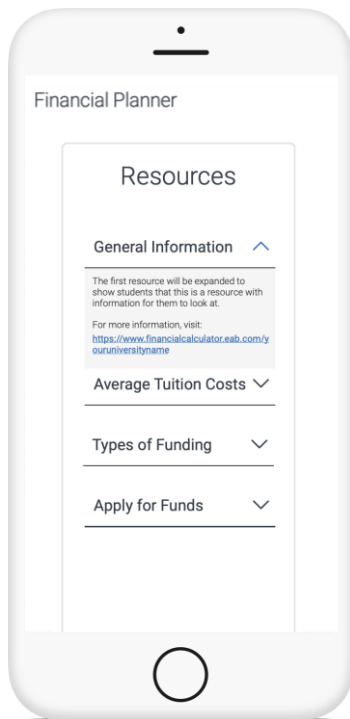 Financial Planner
Resources
General Information
The first resource will be expanded to
show students that this is a resource with
information for them to look at.
For more information, visit:
https://www.financialcalculator.eab.com/y
ouruniversityname
Average Tuition Costs
Types of Funding
Apply for Funds